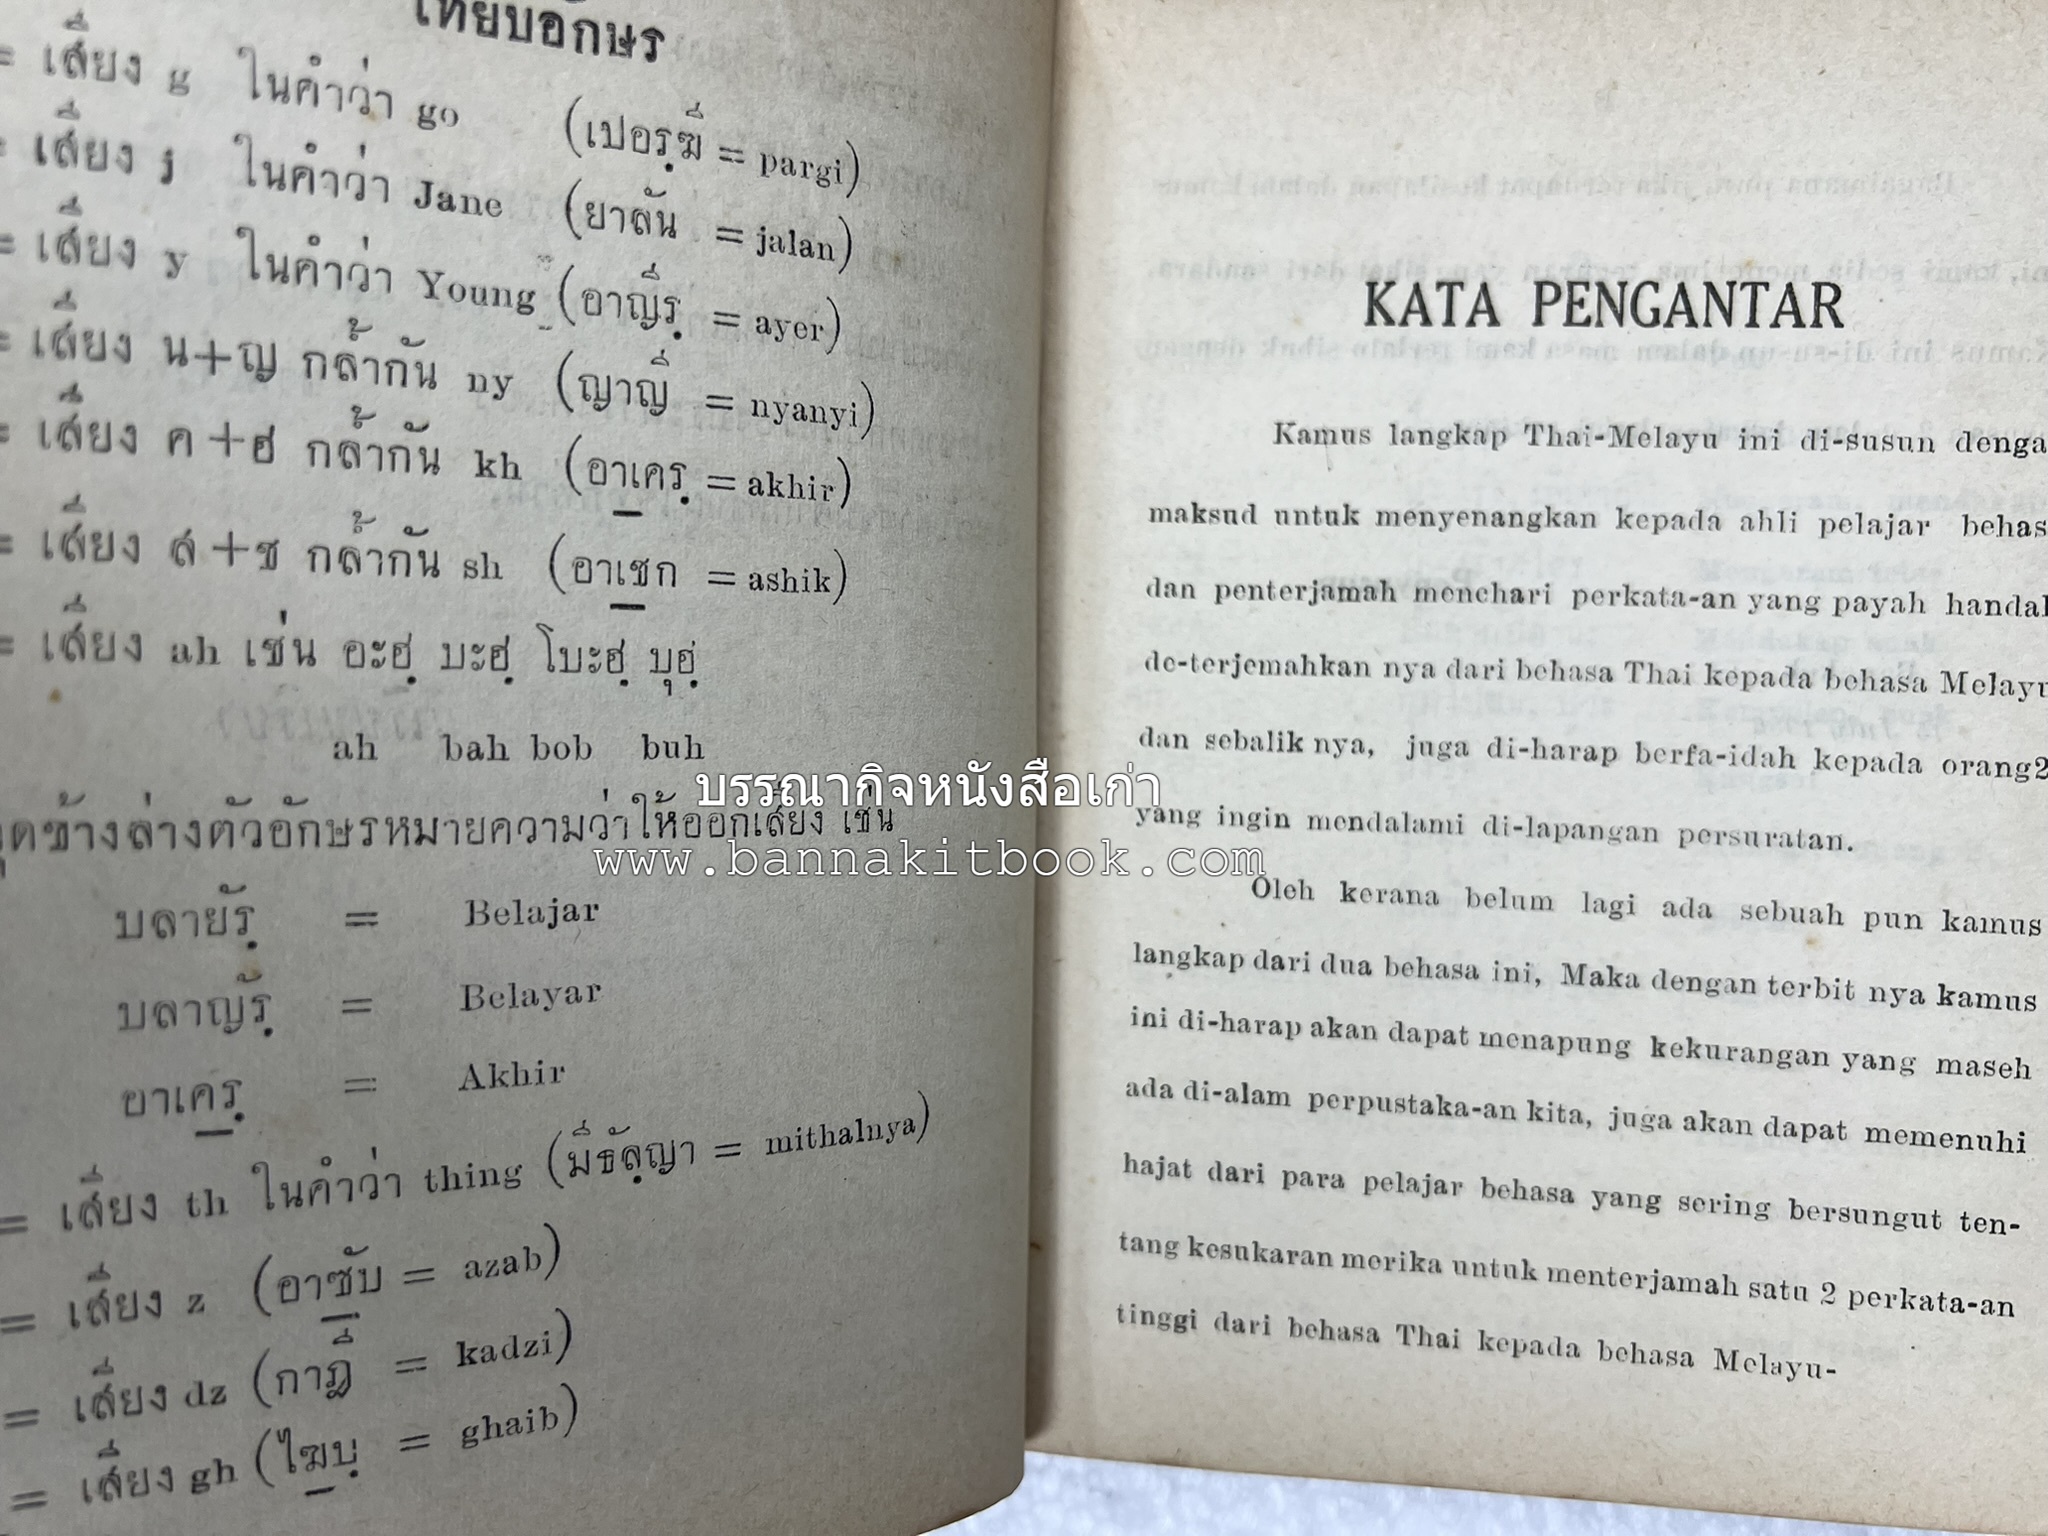 เทียบอักษร
= เสียง g ในคำว่า go (เปอรฺฆี = pargi)
= เสียง j ในคำว่า Jane (ยาลัน = jalan)
= เสียง y ในคำว่า Young (อาญีรฺ = ayer)
= เสียง น+ญ กล้ำกัน ny (ญาญี = nyanyi)
= เสียง ค+ฮ กล้ำกัน kh (อาเครฺ = akhir)
= เสียง ส+ช กล้ำกัน sh (อาเชก = ashik)
= เสียง ah เช่น อะฮฺ บะฮฺ โบะฮฺ บุฮฺ
ah bah bob buh
จุดข้างล่างตัวอักษรหมายความว่าให้ออกเสียง เช่น
บลายัรฺ = Belajar
บลาญัรฺ = Belayar
ยาเครฺ = Akhir
= เสียง th ในคำว่า thing (มีธัลฺญา = mithalnya)
= เสียง z (อาซับ = azab)
= เสียง dz (กาฎี = kadzi)
= เสียง gh (ไฆบฺ = ghaib)
บรรณากิจหนังสือเก่า
www.bannakitbook.com
KATA PENGANTAR
Kamus langkap Thai-Melayu ini di-susun denga
maksud untuk menyenangkan kepada ahli pelajar behas
dan penterjamah menchari perkata-an yang payah handal
de-terjemahkan nya dari behasa Thai kepada behasa Melayu
dan sebalik nya, juga di-harap berfa-idah kepada orang2
yang ingin mendalami di-lapangan persuratan.
Oleh kerana belum lagi ada sebuah pun kamus
langkap dari dua behasa ini, Maka dengan terbit nya kamus
ini di-harap akan dapat menapung kekurangan yang maseh
ada di-alam perpustaka-an kita, juga akan dapat memenuhi
hajat dari para pelajar behasa yang sering bersungut ten-
tang kesukaran merika untuk menterjamah satu 2 perkata-an
tinggi dari behasa Thai kepada behasa Melayu-